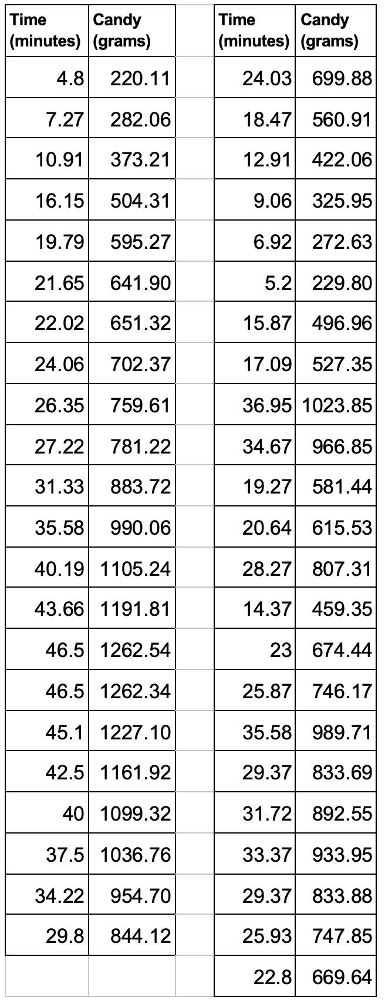 Time (minutes) Candy (grams) Time (minutes) Candy (grams)
4.8 220.11 24.03 699.88
7.27 282.06 18.47 560.91
10.91 373.21 12.91 422.06
16.15 504.31 9.06 325.95
19.79 595.27 6.92 272.63
21.65 641.90 5.2 229.80
22.02 651.32 15.87 496.96
24.06 702.37 17.09 527.35
26.35 759.61 36.95 1023.85
27.22 781.22 34.67 966.85
31.33 883.72 19.27 581.44
35.58 990.06 20.64 615.53
40.19 1105.24 28.27 807.31
43.66 1191.81 14.37 459.35
46.5 1262.54 23 674.44
46.5 1262.34 25.87 746.17
45.1 1227.10 35.58 989.71
42.5 1161.92 29.37 833.69
40 1099.32 31.72 892.55
37.5 1036.76 33.37 933.95
34.22 954.70 29.37 833.88
29.8 844.12 25.93 747.85
22.8 669.64